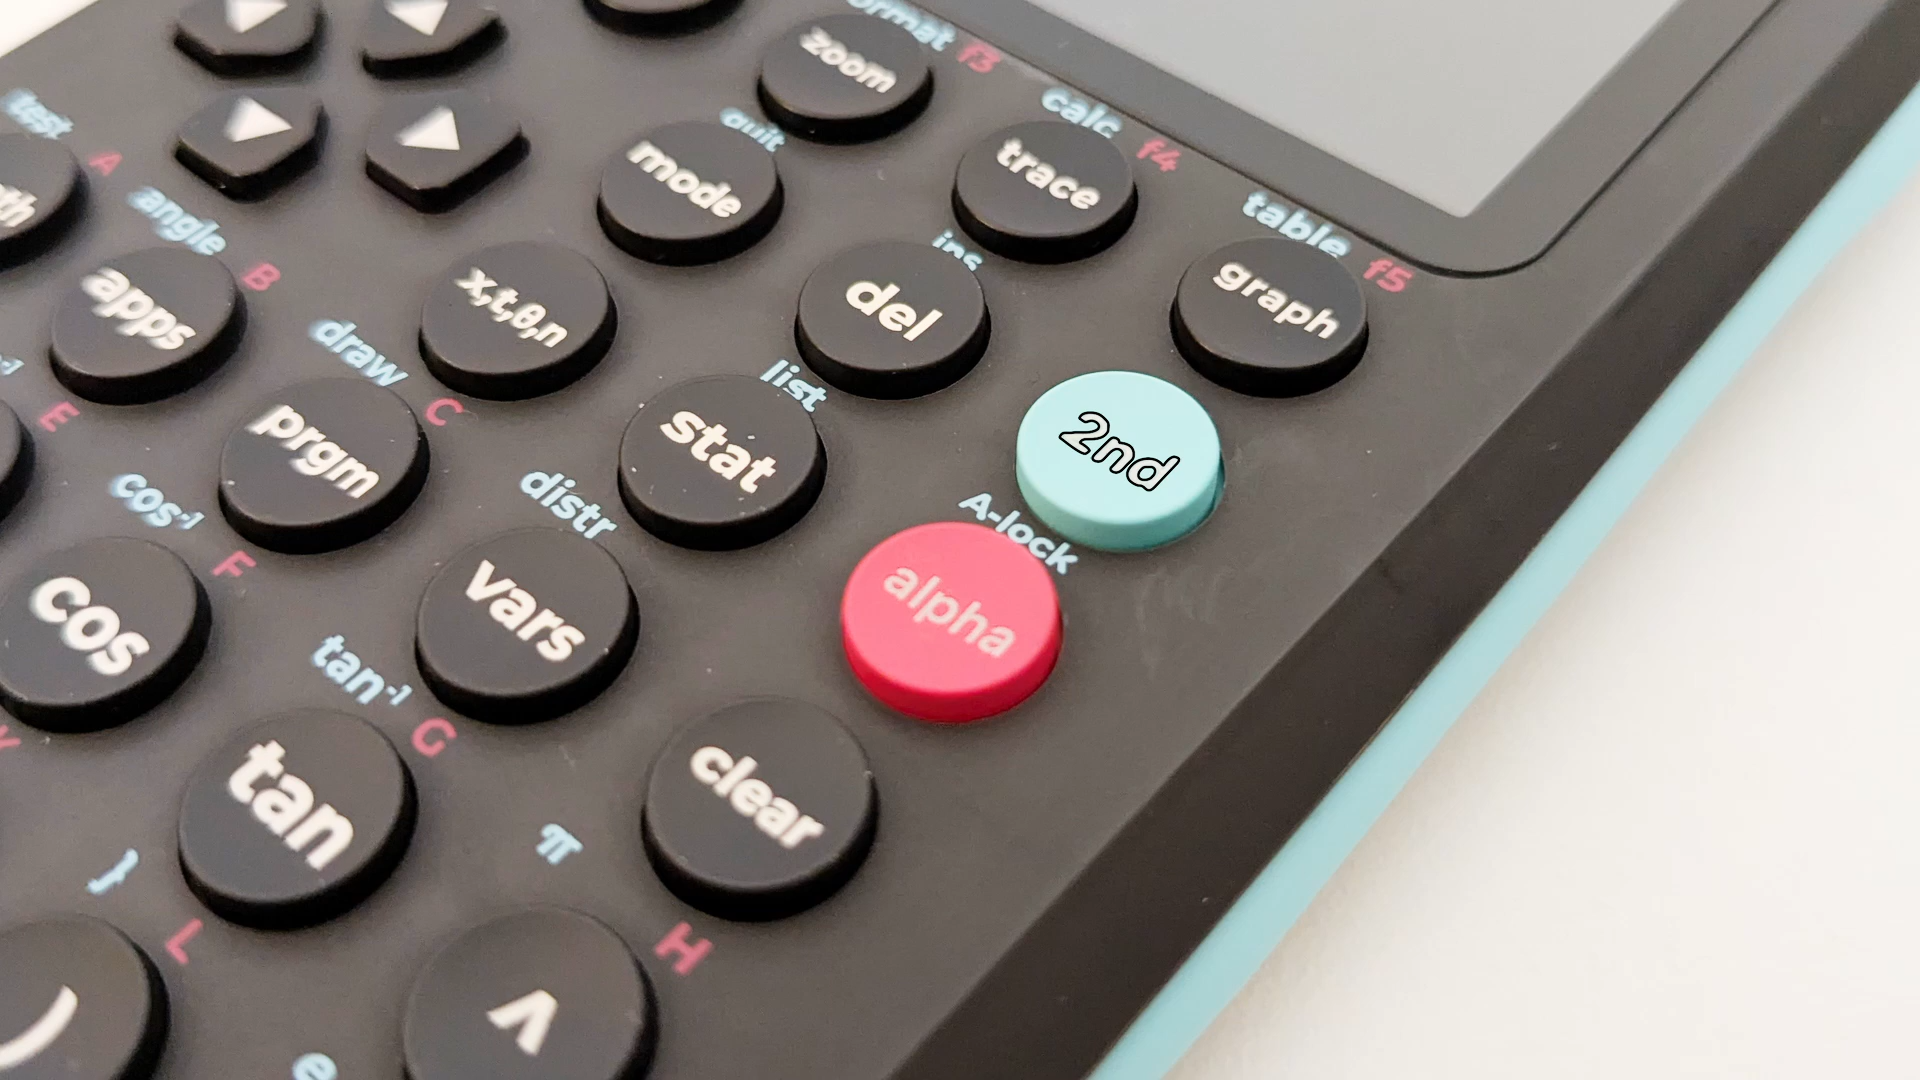 format
f3
zoom
calc
f4
quit
trace
mode
table
f5
test
A
ins
graph
angle
B
x,t,θ,n
del
apps
draw
C
list
2nd
E
prgm
stat
A-lock
cos-1
F
distr
alpha
cos
vars
tan-1
G
clear
tan
π
}
L
H
)
^
e